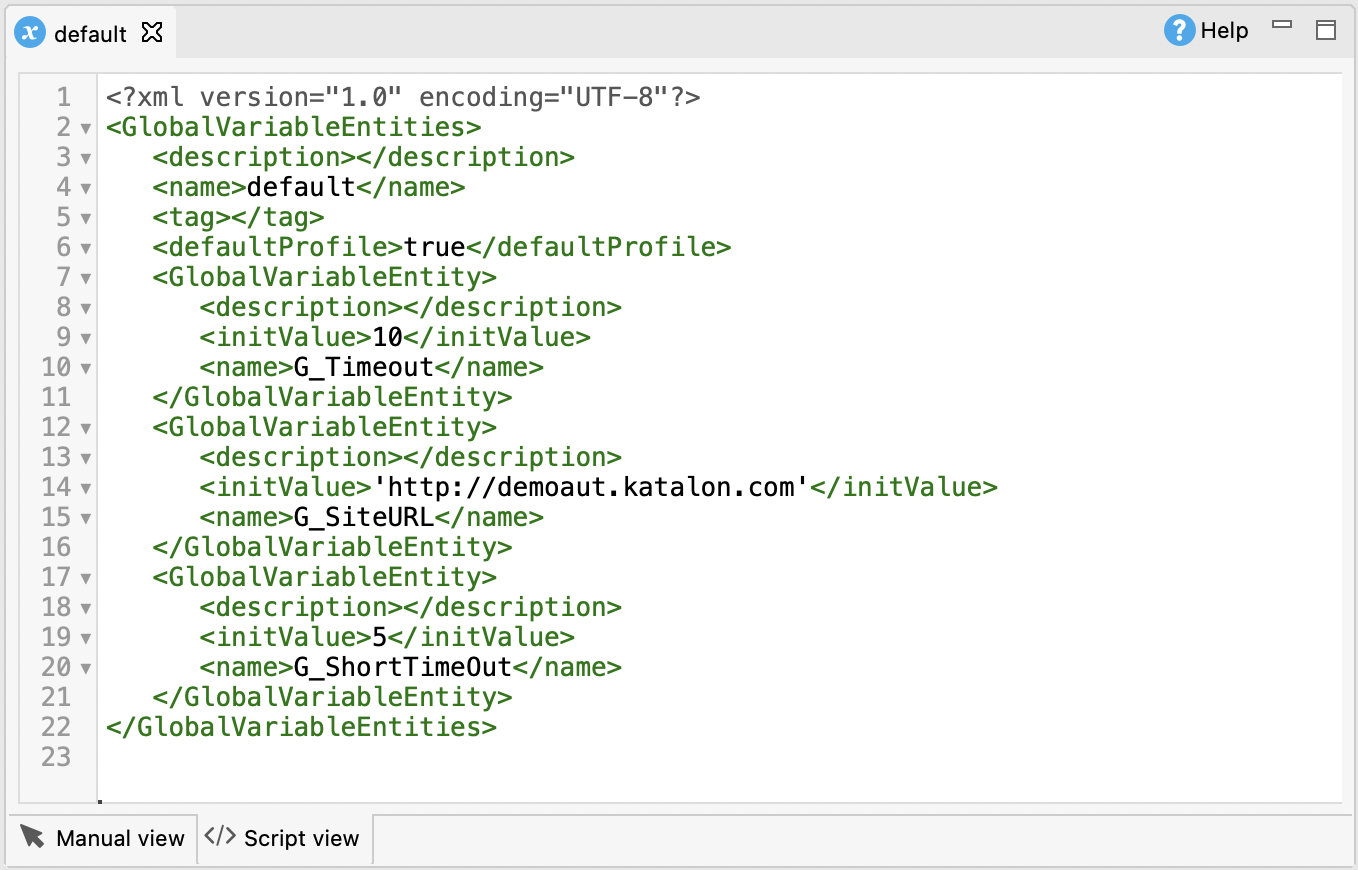 default
Help
1 <?xml version="1.0" encoding="UTF-8"?>
2 <GlobalVariableEntities>
3    <description></description>
4    <name>default</name>
5    <tag></tag>
6    <defaultProfile>true</defaultProfile>
7    <GlobalVariableEntity>
8       <description></description>
9       <initValue>10</initValue>
10       <name>G_Timeout</name>
11    </GlobalVariableEntity>
12    <GlobalVariableEntity>
13       <description></description>
14       <initValue>'http://demoaut.katalon.com'</initValue>
15       <name>G_SiteURL</name>
16    </GlobalVariableEntity>
17    <GlobalVariableEntity>
18       <description></description>
19       <initValue>5</initValue>
20       <name>G_ShortTimeOut</name>
21    </GlobalVariableEntity>
22 </GlobalVariableEntities>
23
Manual view
</> Script view